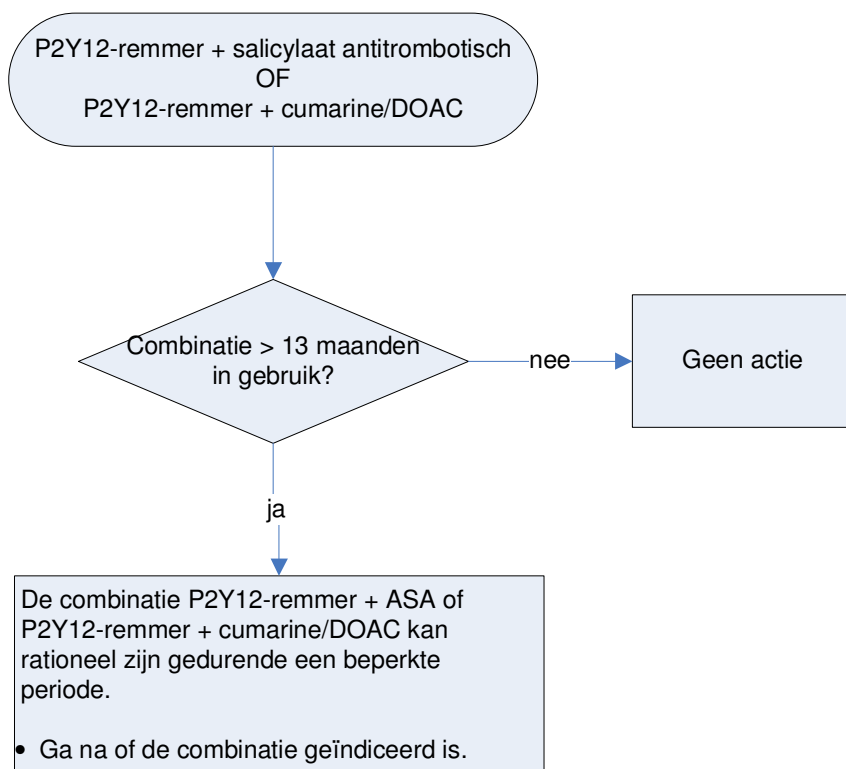 P2Y12-remmer + salicylaat antitrombotisch
OF
P2Y12-remmer + cumarine/DOAC
Combinatie > 13 maanden
in gebruik?
nee
Geen actie
ja
De combinatie P2Y12-remmer + ASA of
P2Y12-remmer + cumarine/DOAC kan
rationeel zijn gedurende een beperkte
periode.
• Ga na of de combinatie geïndiceerd is.